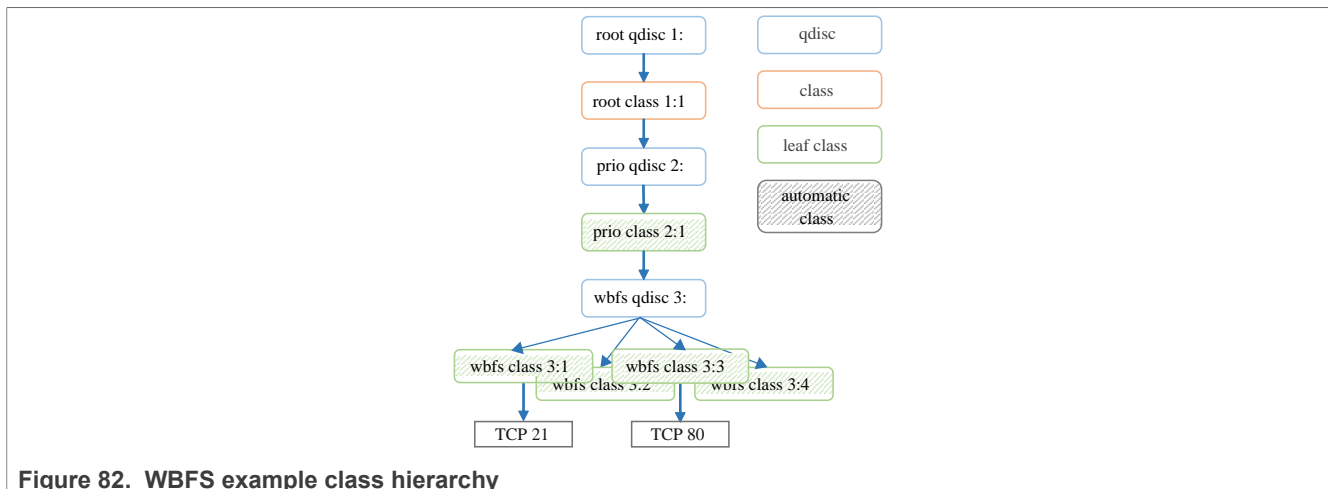 root qdisc 1:
qdisc
root class 1:1
class
prio qdisc 2:
leaf class
automatic
class
prio class 2:1
wbfs qdisc 3:
wbfs class 3:1
wbfs class 3:2
wbfs class 3:3
wbfs class 3:4
TCP 21
TCP 80
Figure 82. WBFS example class hierarchy